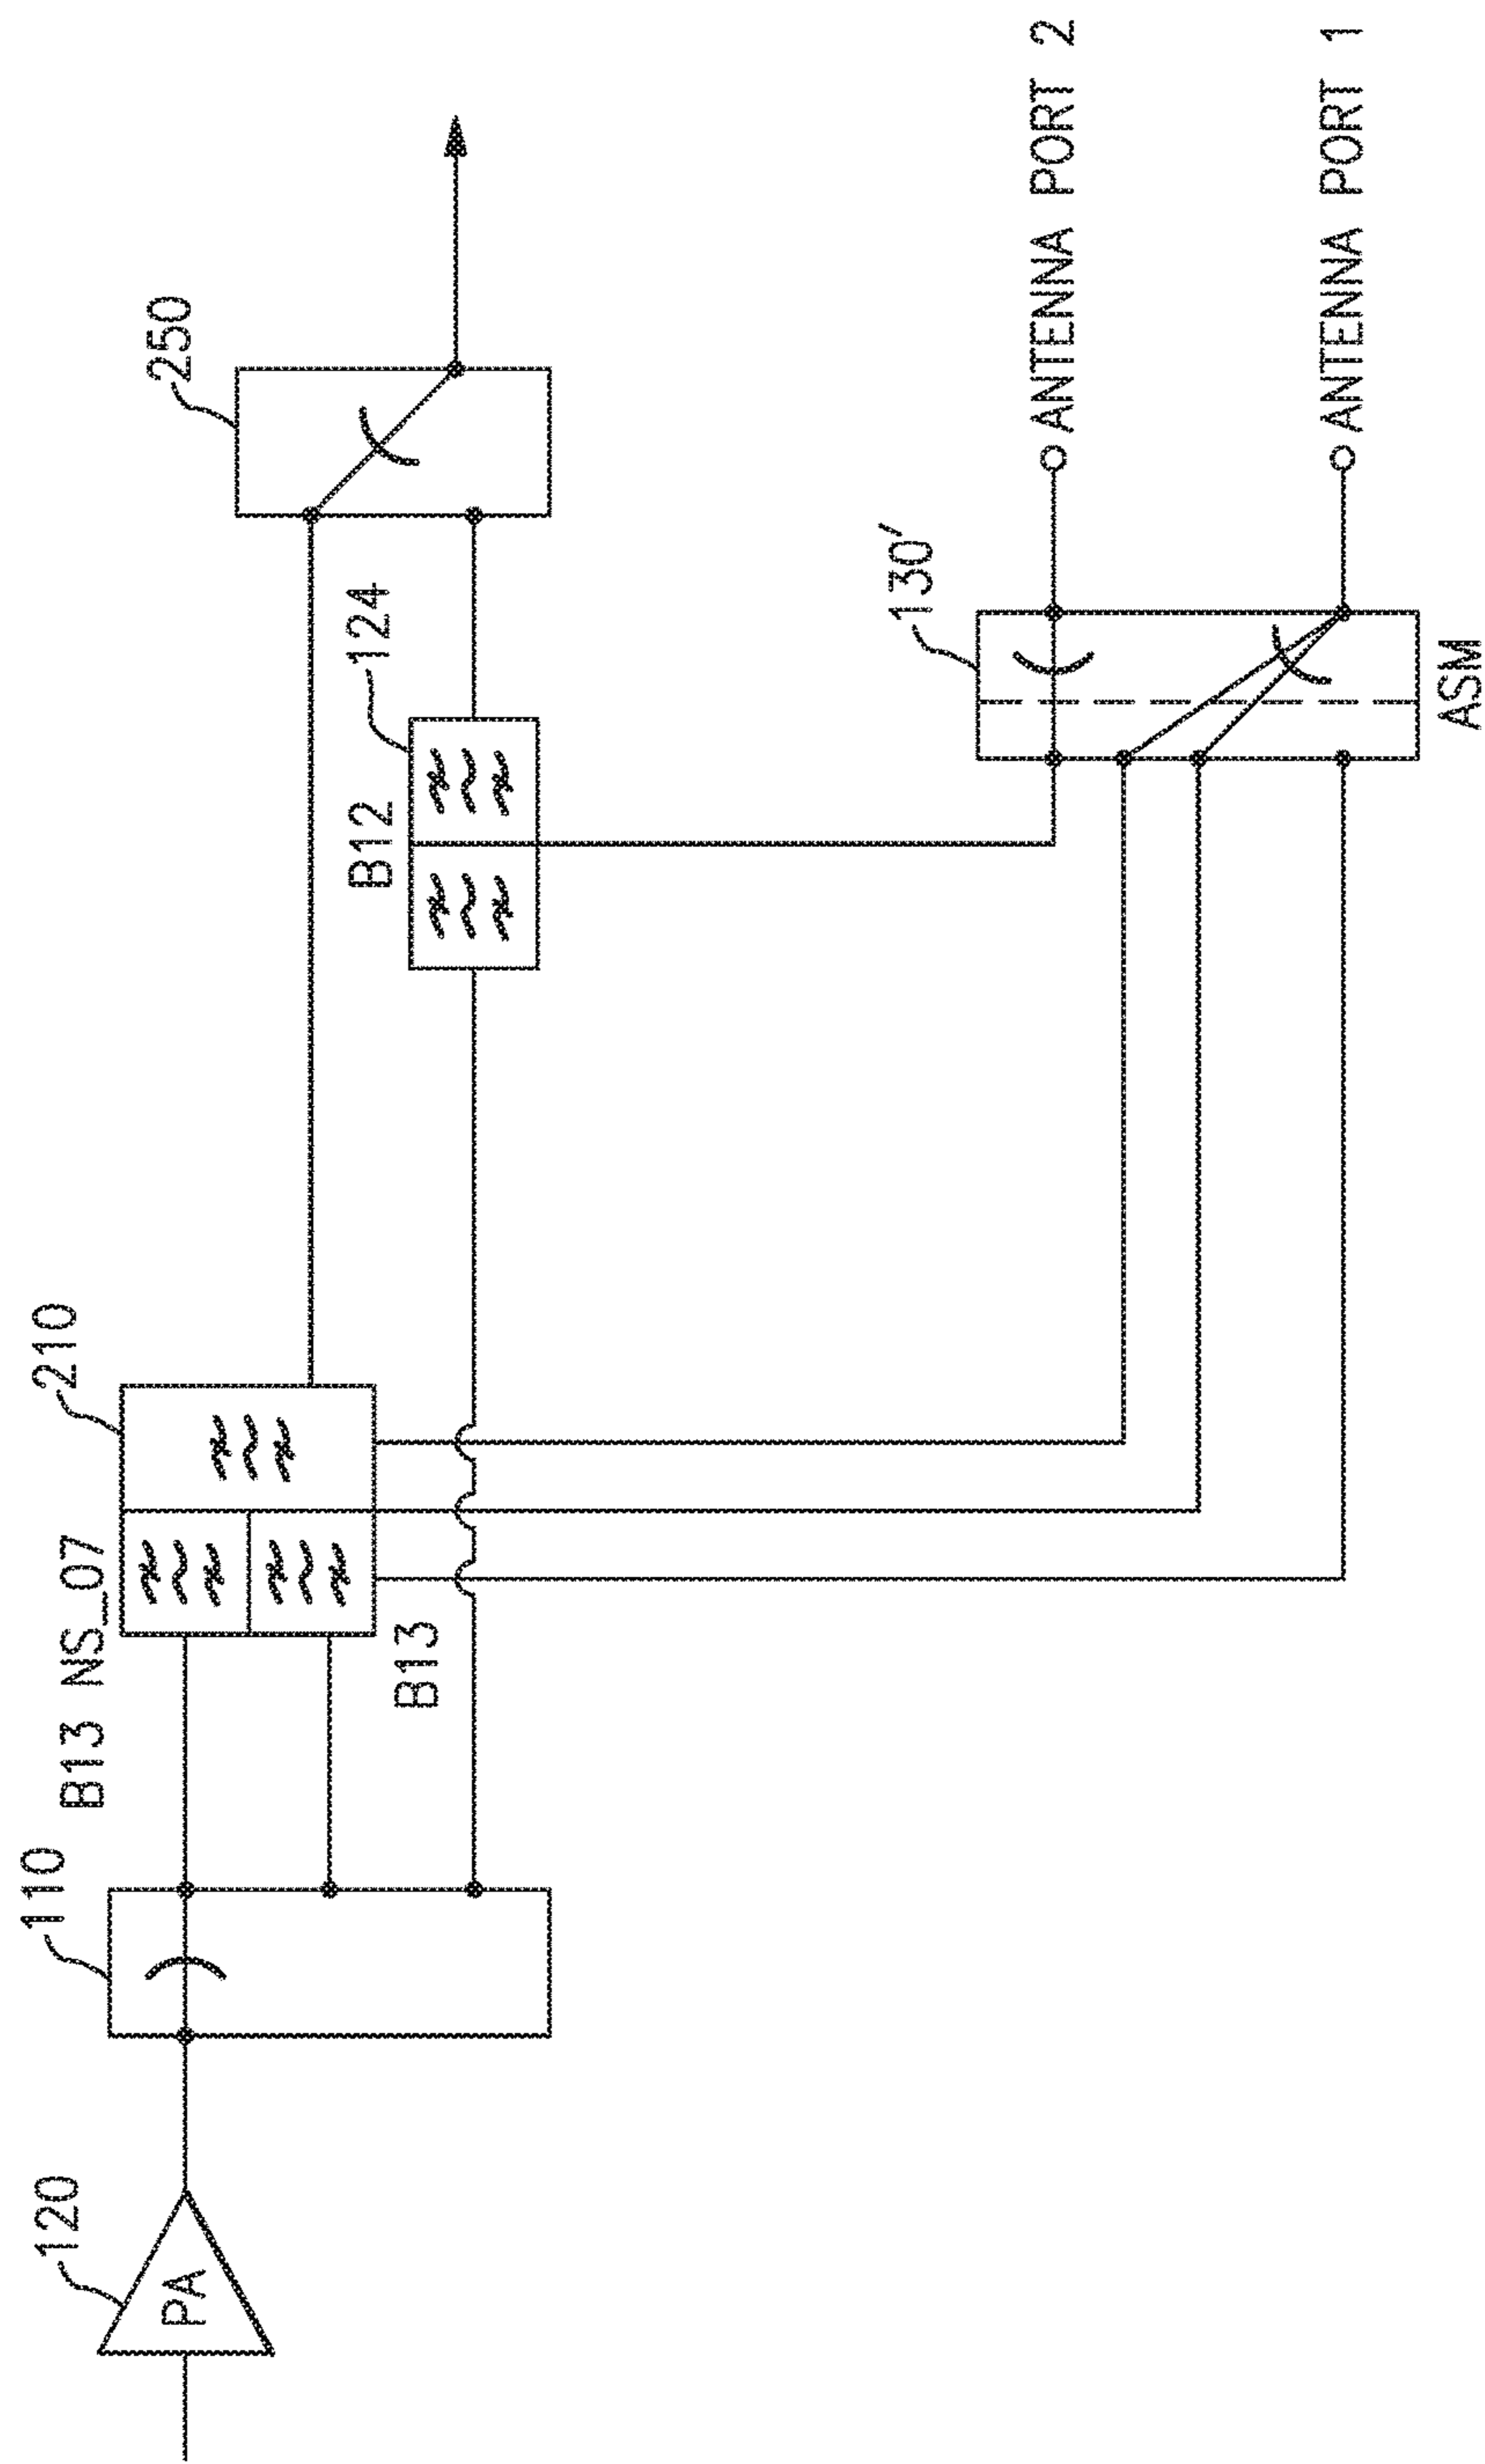 120
PA
110
B13 NS_07
B13
210
B12
124
250
130'
ASM
ANTENNA PORT 2
ANTENNA PORT 1